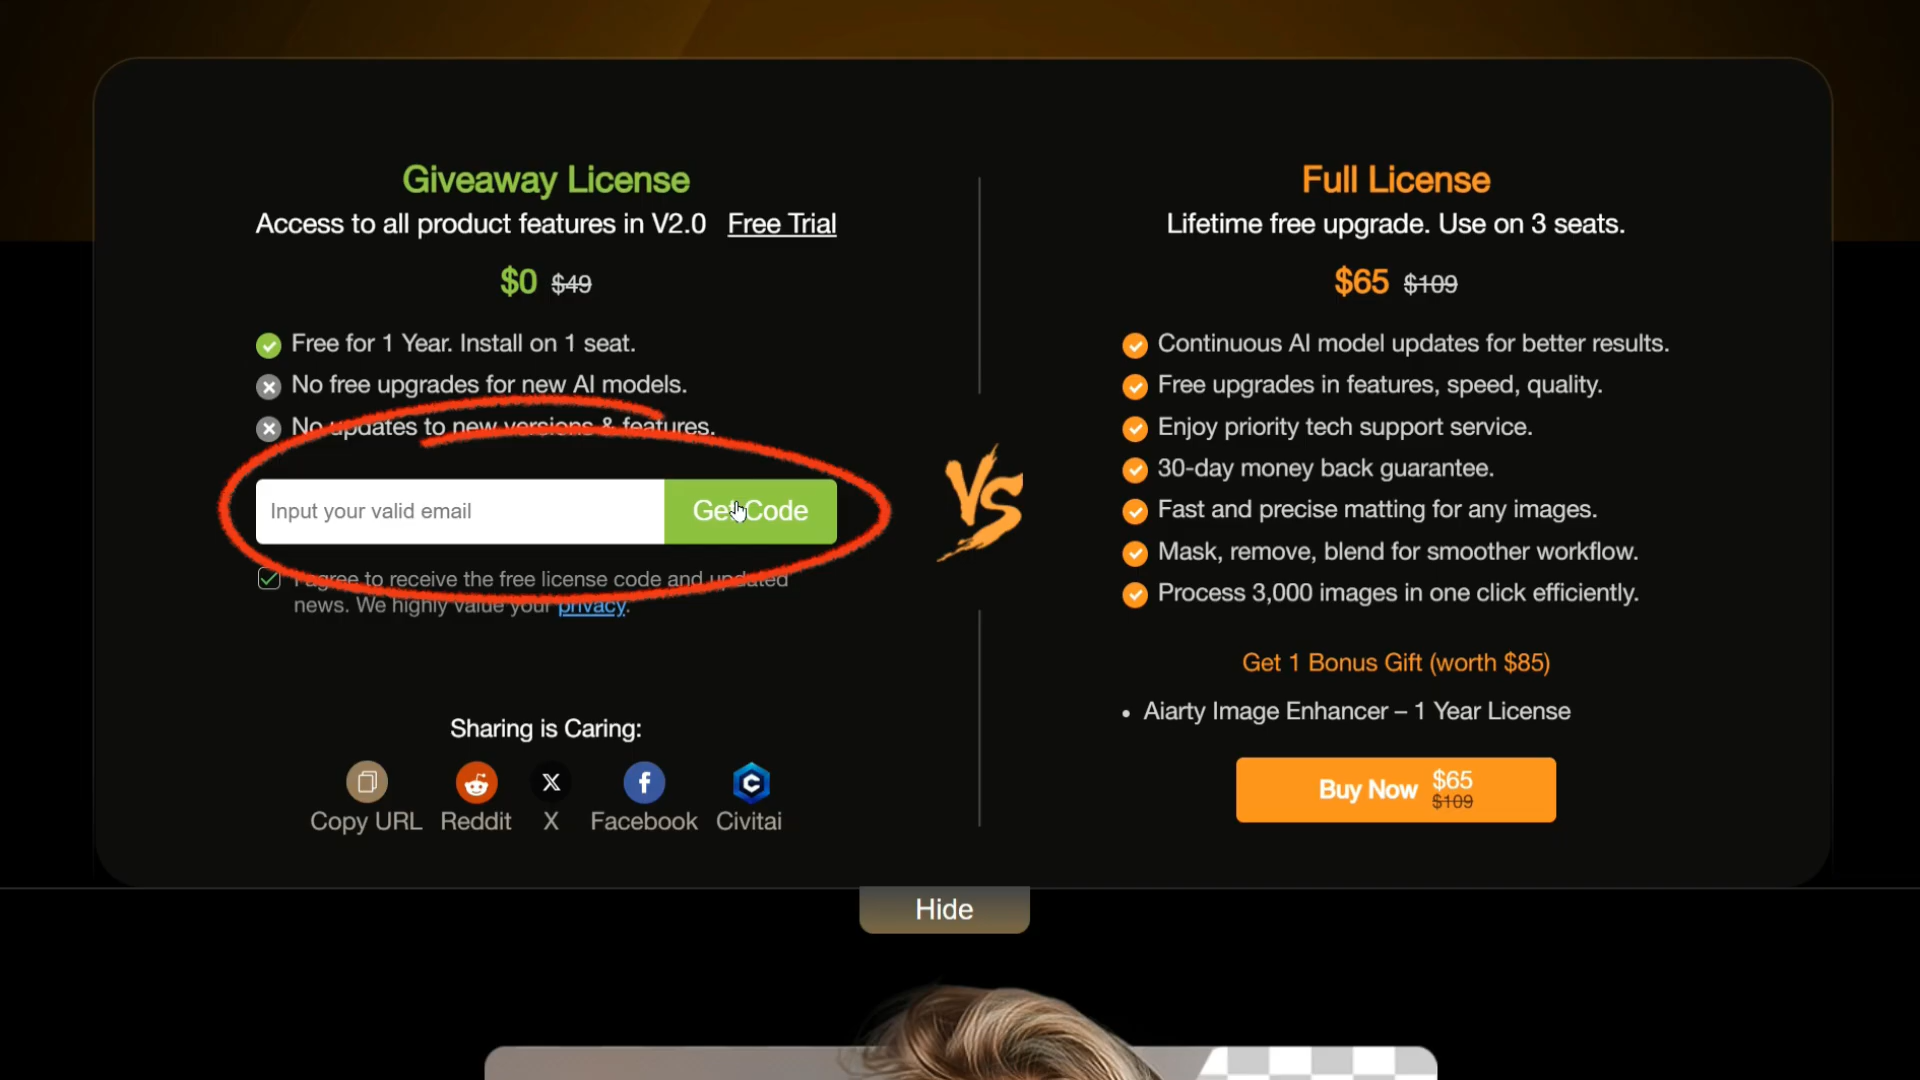 Giveaway License
Access to all product features in V2.0 Free Trial
$0 $49
Free for 1 Year. Install on 1 seat.
No free upgrades for new AI models.
No updates to new versions & features.
Input your valid email
Get Code
I agree to receive the free license code and updated
news. We highly value your privacy.
Sharing is Caring:
Copy URL
Reddit
X
Facebook
Civitai
VS
Full License
Lifetime free upgrade. Use on 3 seats.
$65 $109
Continuous AI model updates for better results.
Free upgrades in features, speed, quality.
Enjoy priority tech support service.
30-day money back guarantee.
Fast and precise matting for any images.
Mask, remove, blend for smoother workflow.
Process 3,000 images in one click efficiently.
Get 1 Bonus Gift (worth $85)
• Aiarty Image Enhancer – 1 Year License
Buy Now $65
$109
Hide